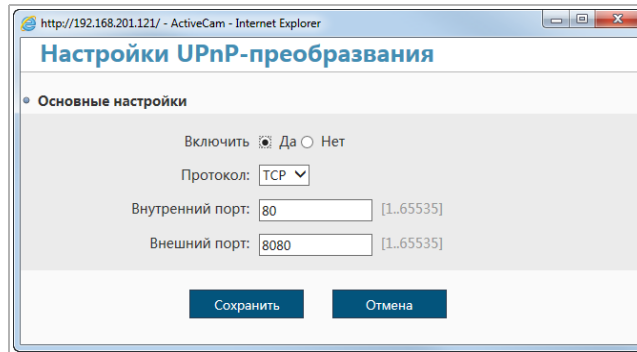 http://192.168.201.121/ - ActiveCam - Internet Explorer
Настройки UPnP-преобразвания
Основные настройки
Включить Да Нет
Протокол: TCP
Внутренний порт: 80 [1..65535]
Внешний порт: 8080 [1..65535]
Сохранить Отмена